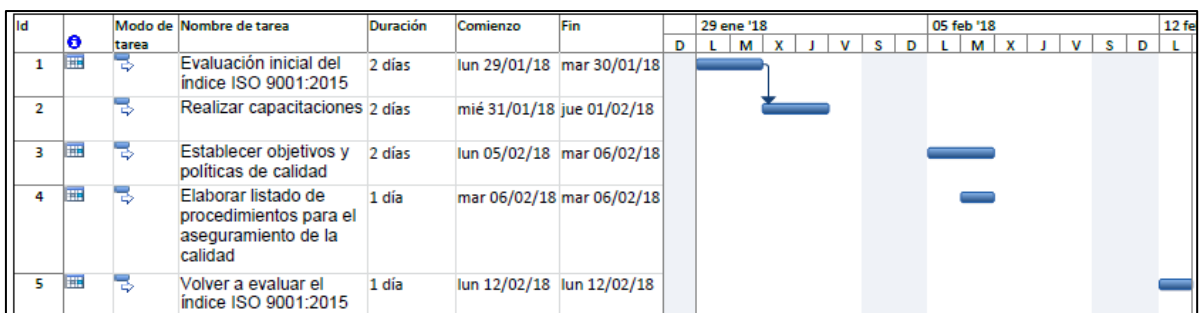 Id Modo de tarea Nombre de tarea Duración Comienzo Fin 29 ene '18 05 feb '18 12 fe
D L M X J V S D L M X J V S D L
1 Evaluación inicial del 2 días lun 29/01/18 mar 30/01/18
índice ISO 9001:2015
2 Realizar capacitaciones 2 días mié 31/01/18 jue 01/02/18
3 Establecer objetivos y 2 días lun 05/02/18 mar 06/02/18
políticas de calidad
4 Elaborar listado de 1 día mar 06/02/18 mar 06/02/18
procedimientos para el
aseguramiento de la
calidad
5 Volver a evaluar el 1 día lun 12/02/18 lun 12/02/18
índice ISO 9001:2015